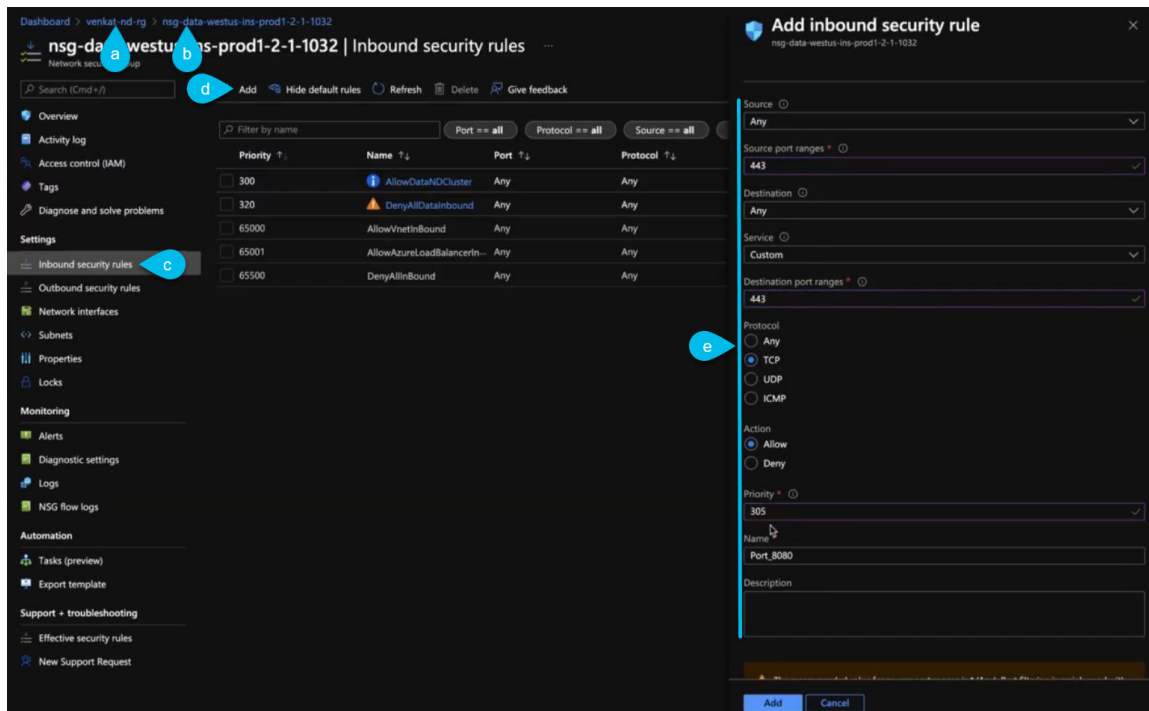 Dashboard > venkat-nd-rg > nsg-data-westus-ins-prod1-2-1-1032
nsg-da westus ns-prod1-2-1-1032 | Inbound security rules ...
Network secu up
a
b
Search (Cmd+/)
Overview
Activity log
Access control (IAM)
Tags
Diagnose and solve problems
Settings
Inbound security rules
c
Outbound security rules
Network interfaces
Subnets
Properties
Locks
Monitoring
Alerts
Diagnostic settings
Logs
NSG flow logs
Automation
Tasks (preview)
Export template
Support + troubleshooting
Effective security rules
New Support Request
d
Add Hide default rules Refresh Delete Give feedback
Filter by name Port == all Protocol == all Source == all
Priority ↑↓ Name ↑↓ Port ↑↓ Protocol ↑↓
300 AllowDataNDCluster Any Any
320 DenyAllDataInbound Any Any
65000 AllowVnetInBound Any Any
65001 AllowAzureLoadBalancerIn... Any Any
65500 DenyAllInBound Any Any
Add inbound security rule
nsg-data-westus-ins-prod1-2-1-1032
Source
Any
Source port ranges *
443
Destination
Any
Service
Custom
Destination port ranges *
443
e
Protocol
Any
TCP
UDP
ICMP
Action
Allow
Deny
Priority *
305
Name
Port_8080
Description
Add Cancel